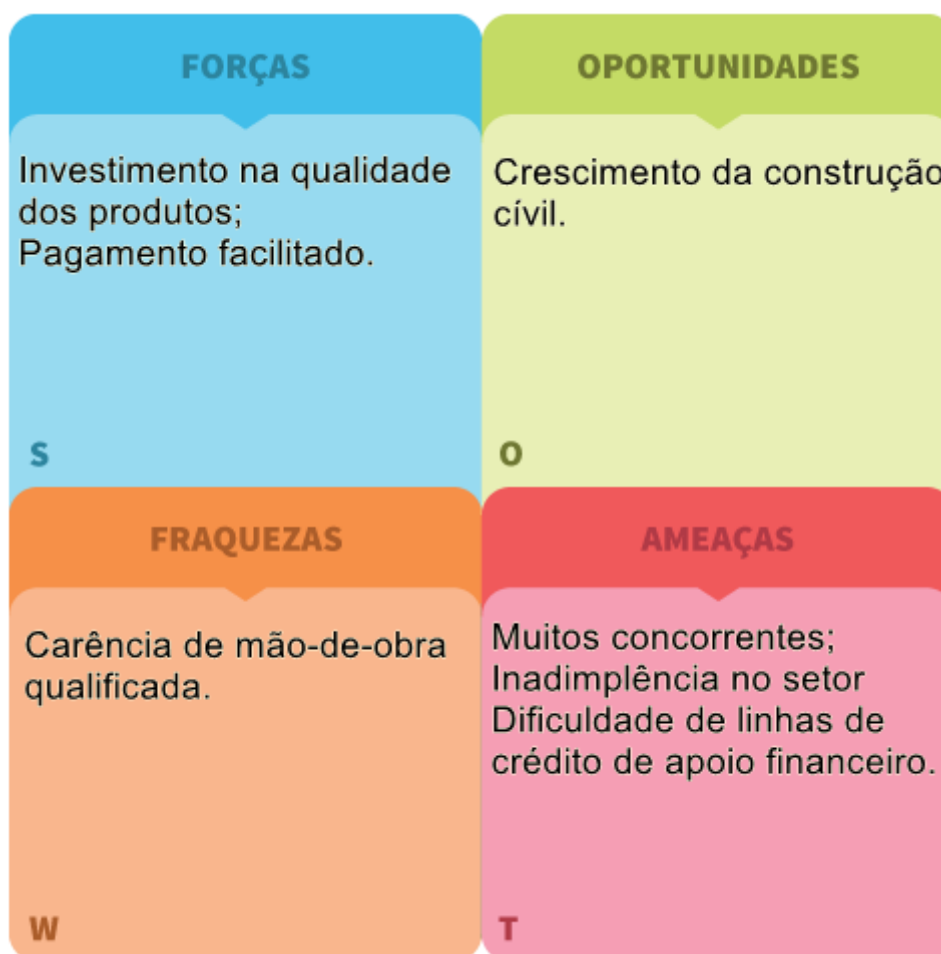 FORÇAS
Investimento na qualidade
dos produtos;
Pagamento facilitado.
S
OPORTUNIDADES
Crescimento da construção
cívil.
O
FRAQUEZAS
Carência de mão-de-obra
qualificada.
W
AMEAÇAS
Muitos concorrentes;
Inadimplência no setor
Dificuldade de linhas de
crédito de apoio financeiro.
T